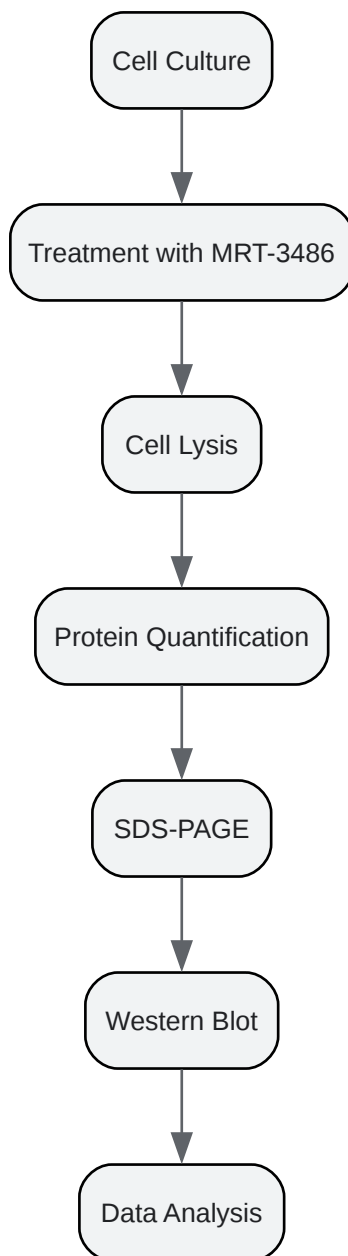 Cell Culture
Treatment with MRT-3486
Cell Lysis
Protein Quantification
SDS-PAGE
Western Blot
Data Analysis